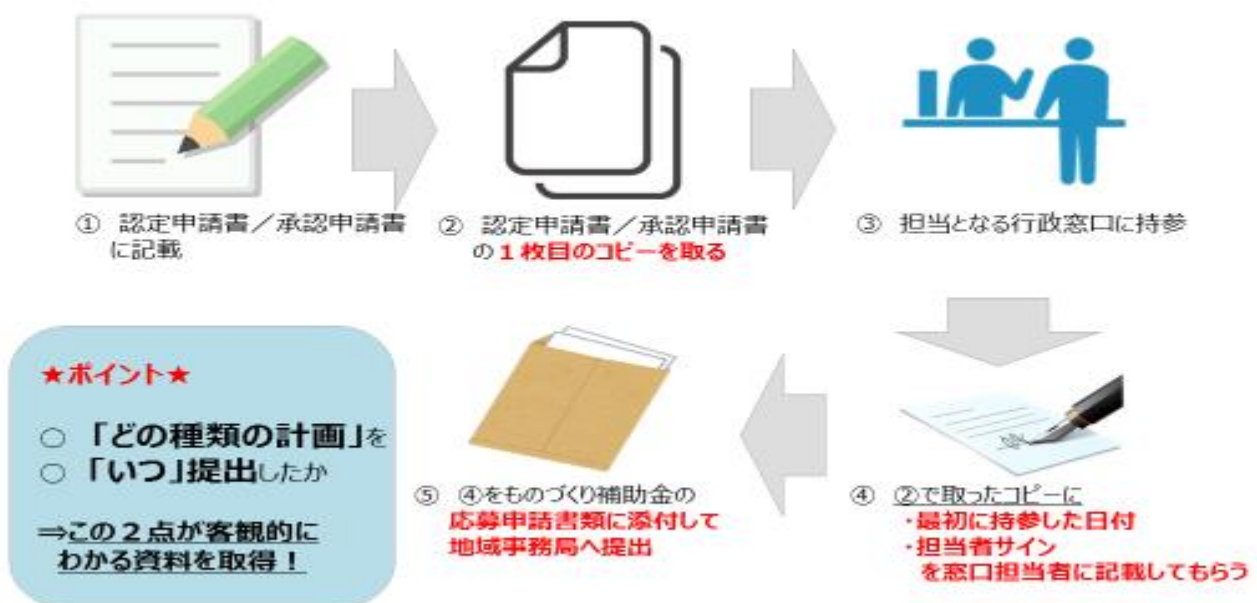 ① 認定申請書／承認申請書
に記載
② 認定申請書／承認申請書
の１枚目のコピーを取る
③ 担当となる行政窓口に持参
④ ②で取ったコピーに
・最初に持参した日付
・担当者サイン
を窓口担当者に記載してもらう
⑤ ④をものづくり補助金の
応募申請書類に添付して
地域事務局へ提出
★ポイント★
○ 「どの種類の計画」を
○ 「いつ」提出したか
⇒この２点が客観的に
わかる資料を取得！